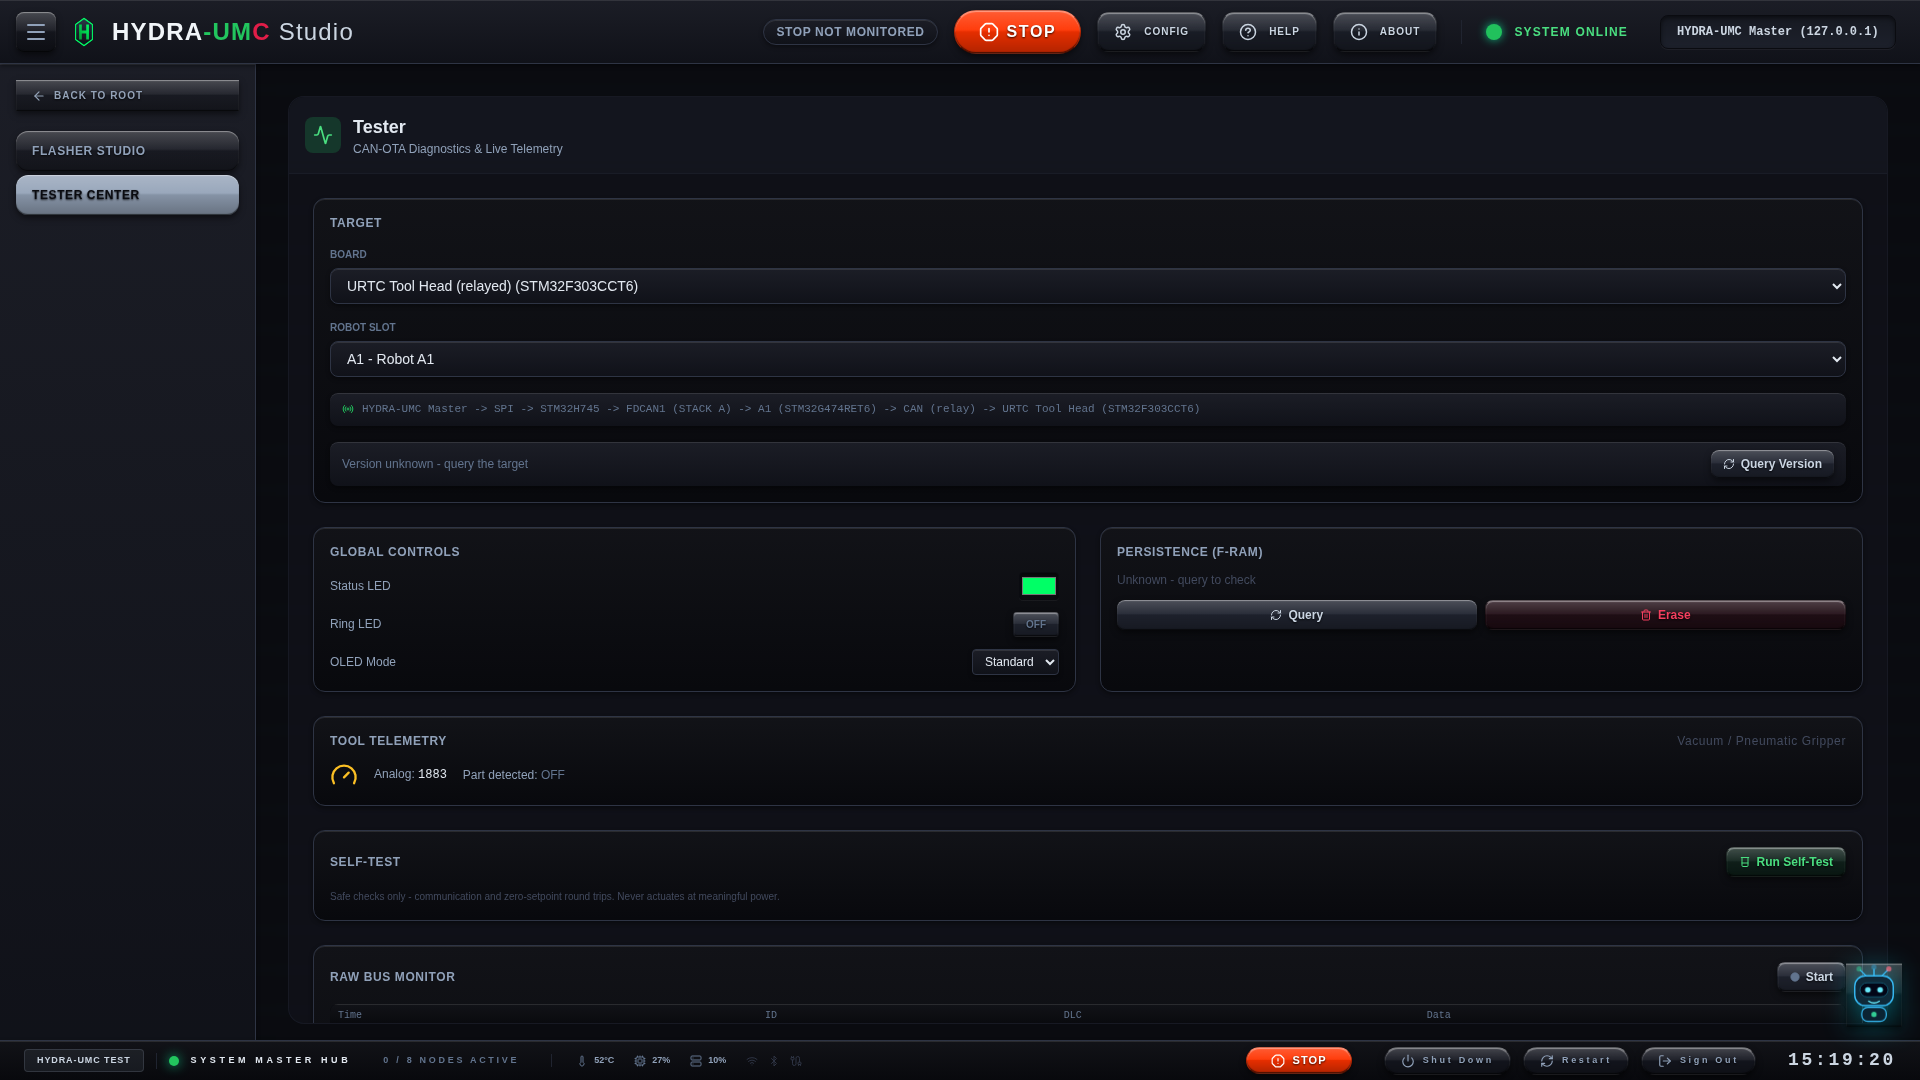 HYDRA-UMC Studio
STOP NOT MONITORED
STOP
CONFIG
HELP
ABOUT
SYSTEM ONLINE
HYDRA-UMC Master (127.0.0.1)
BACK TO ROOT
FLASHER STUDIO
TESTER CENTER
Tester
CAN-OTA Diagnostics & Live Telemetry
TARGET
BOARD
URTC Tool Head (relayed) (STM32F303CCT6)
ROBOT SLOT
A1 - Robot A1
HYDRA-UMC Master -> SPI -> STM32H745 -> FDCAN1 (STACK A) -> A1 (STM32G474RET6) -> CAN (relay) -> URTC Tool Head (STM32F303CCT6)
Version unknown - query the target
Query Version
GLOBAL CONTROLS
Status LED
Ring LED
OFF
OLED Mode
Standard
PERSISTENCE (F-RAM)
Unknown - query to check
Query
Erase
TOOL TELEMETRY
Vacuum / Pneumatic Gripper
Analog: 1883
Part detected: OFF
SELF-TEST
Run Self-Test
Safe checks only - communication and zero-setpoint round trips. Never actuates at meaningful power.
RAW BUS MONITOR
Start
Time ID DLC Data
HYDRA-UMC TEST
SYSTEM MASTER HUB
0 / 8 NODES ACTIVE
52°C
27%
10%
STOP
Shut Down
Restart
Sign Out
15:19:20